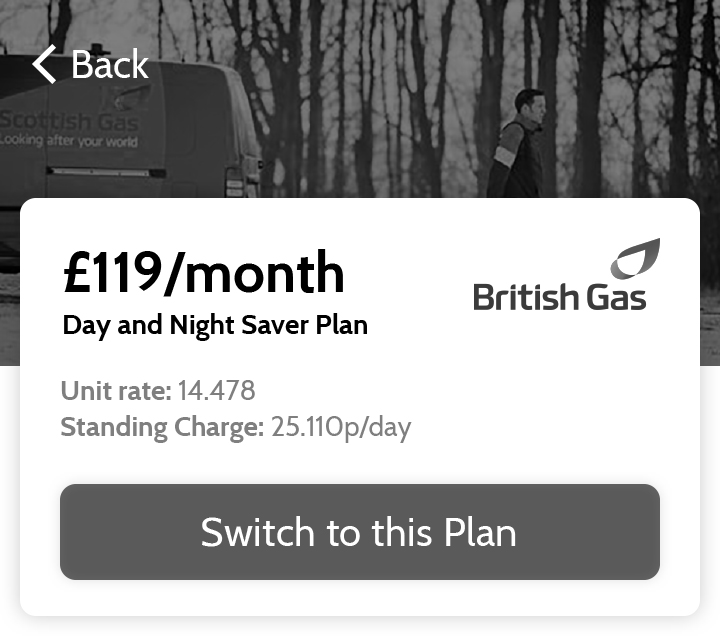 Back
Scottish Gas
Looking after your world
£119/month
British Gas
Day and Night Saver Plan
Unit rate: 14.478
Standing Charge: 25.110p/day
Switch to this Plan